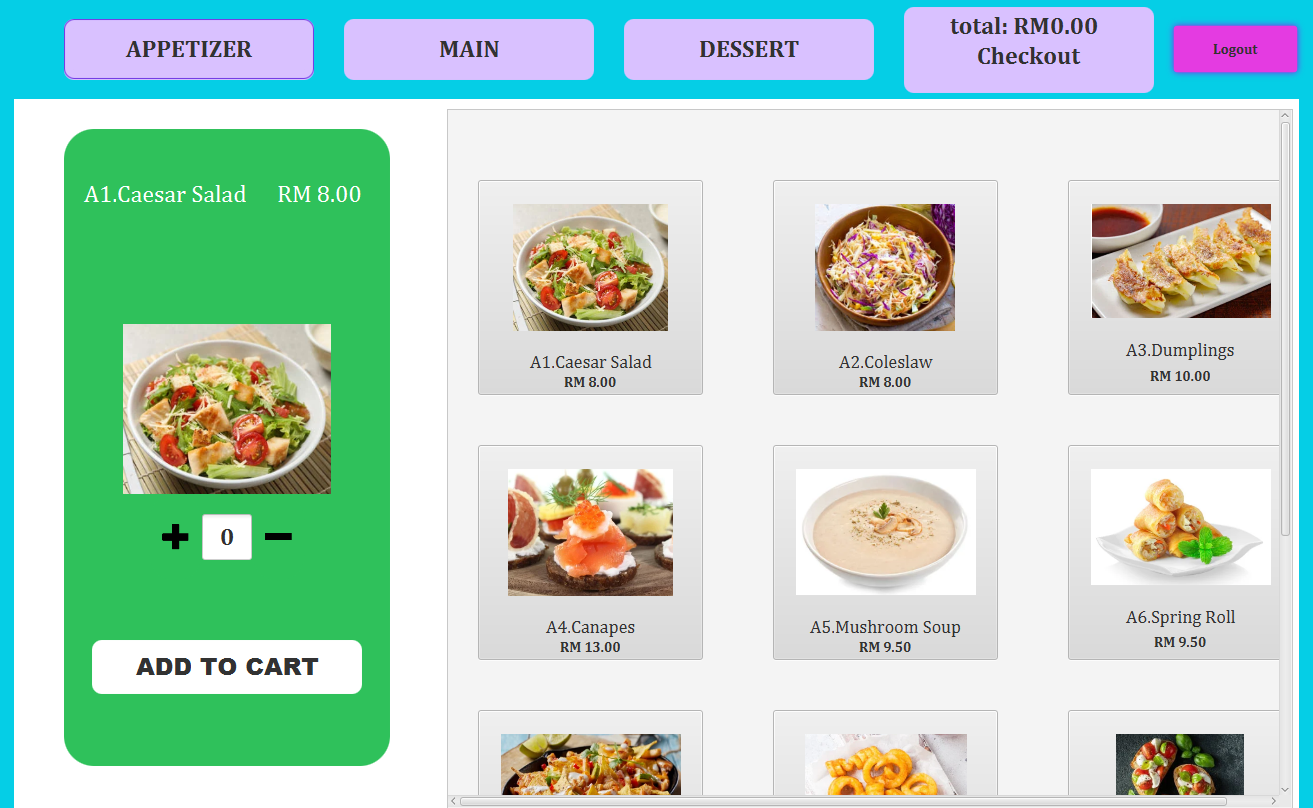 APPETIZER
MAIN
DESSERT
total: RM0.00
Checkout
Logout
A1.Caesar Salad RM 8.00
0
ADD TO CART
A1.Caesar Salad
RM 8.00
A2.Coleslaw
RM 8.00
A3.Dumplings
RM 10.00
A4.Canapes
RM 13.00
A5.Mushroom Soup
RM 9.50
A6.Spring Roll
RM 9.50